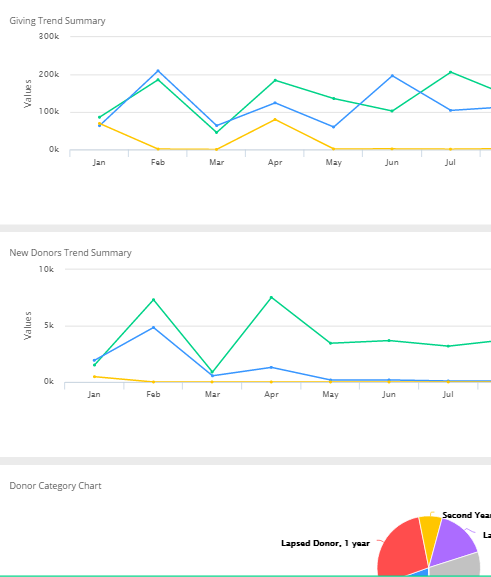 Giving Trend Summary
300k
200k
100k
0k
Values
Jan Feb Mar Apr May Jun Jul
New Donors Trend Summary
10k
5k
0k
Values
Jan Feb Mar Apr May Jun Jul
Donor Category Chart
Second Year
La
Lapsed Donor, 1 year